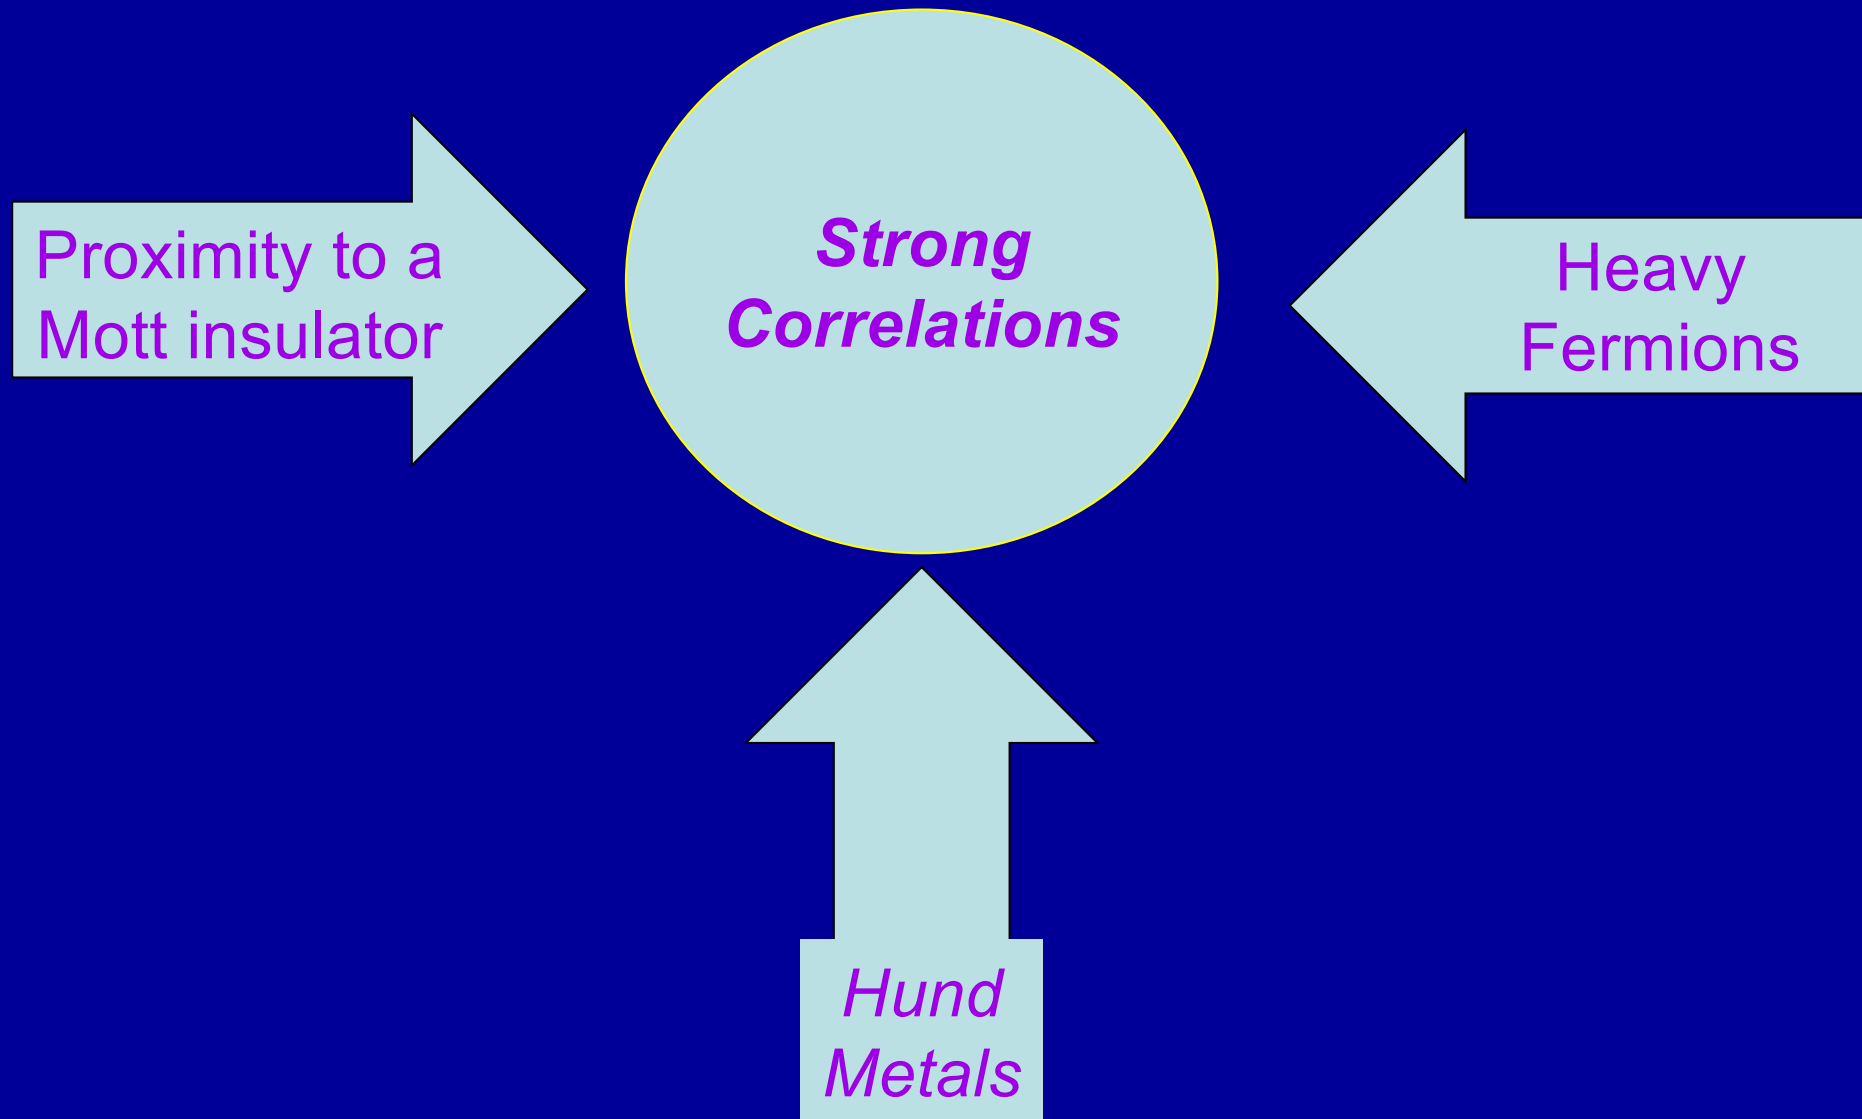 Proximity to a
Mott insulator
Strong
Correlations
Heavy
Fermions
Hund
Metals